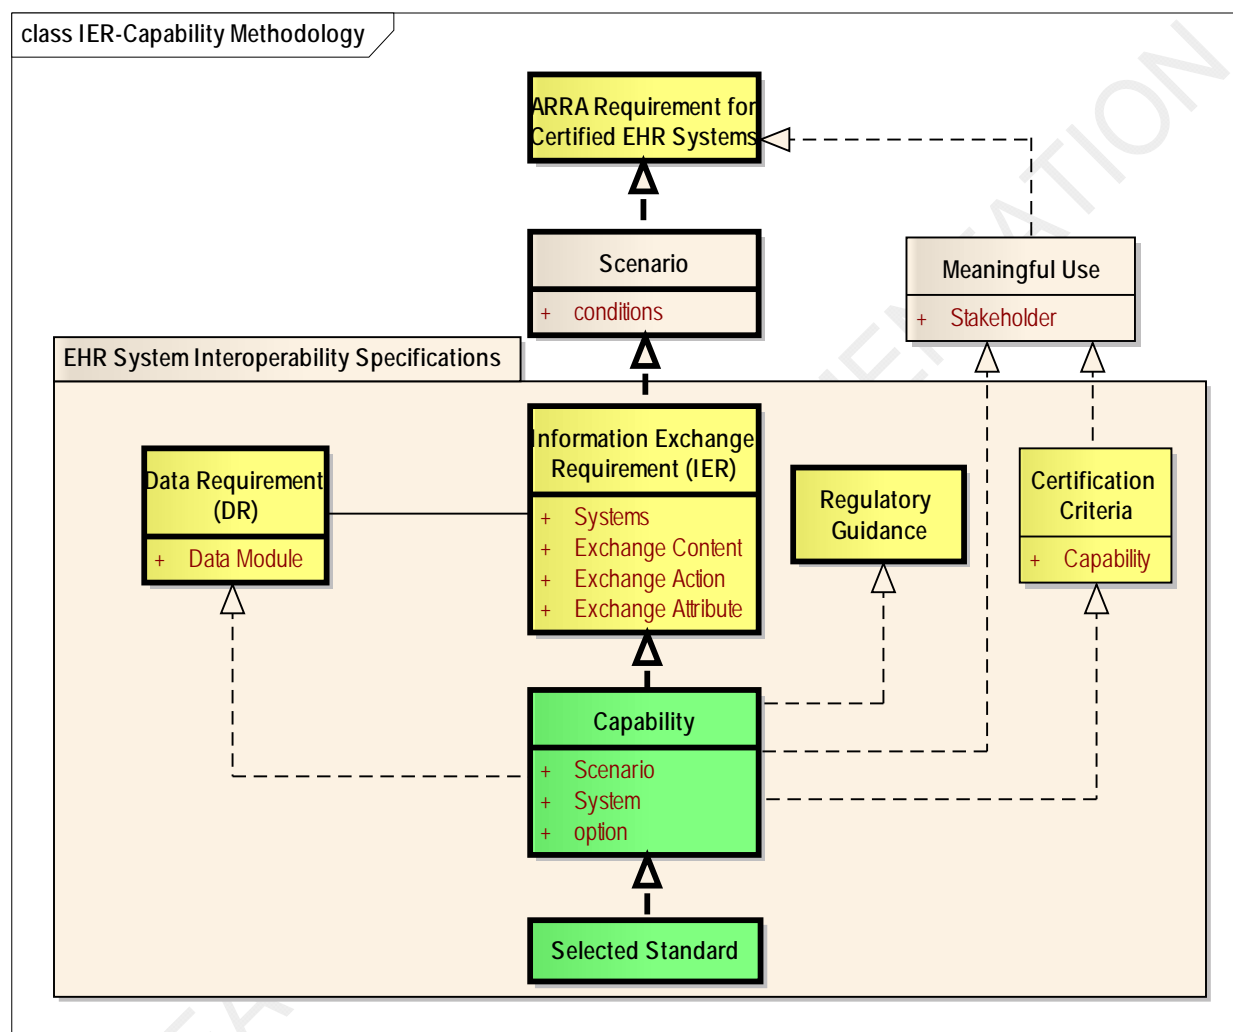 class IER-Capability Methodology
ARRA Requirement for
Certified EHR Systems
Scenario
+ conditions
Meaningful Use
+ Stakeholder
EHR System Interoperability Specifications
Data Requirement
(DR)
+ Data Module
Information Exchange
Requirement (IER)
+ Systems
+ Exchange Content
+ Exchange Action
+ Exchange Attribute
Regulatory
Guidance
Certification
Criteria
+ Capability
Capability
+ Scenario
+ System
+ option
Selected Standard